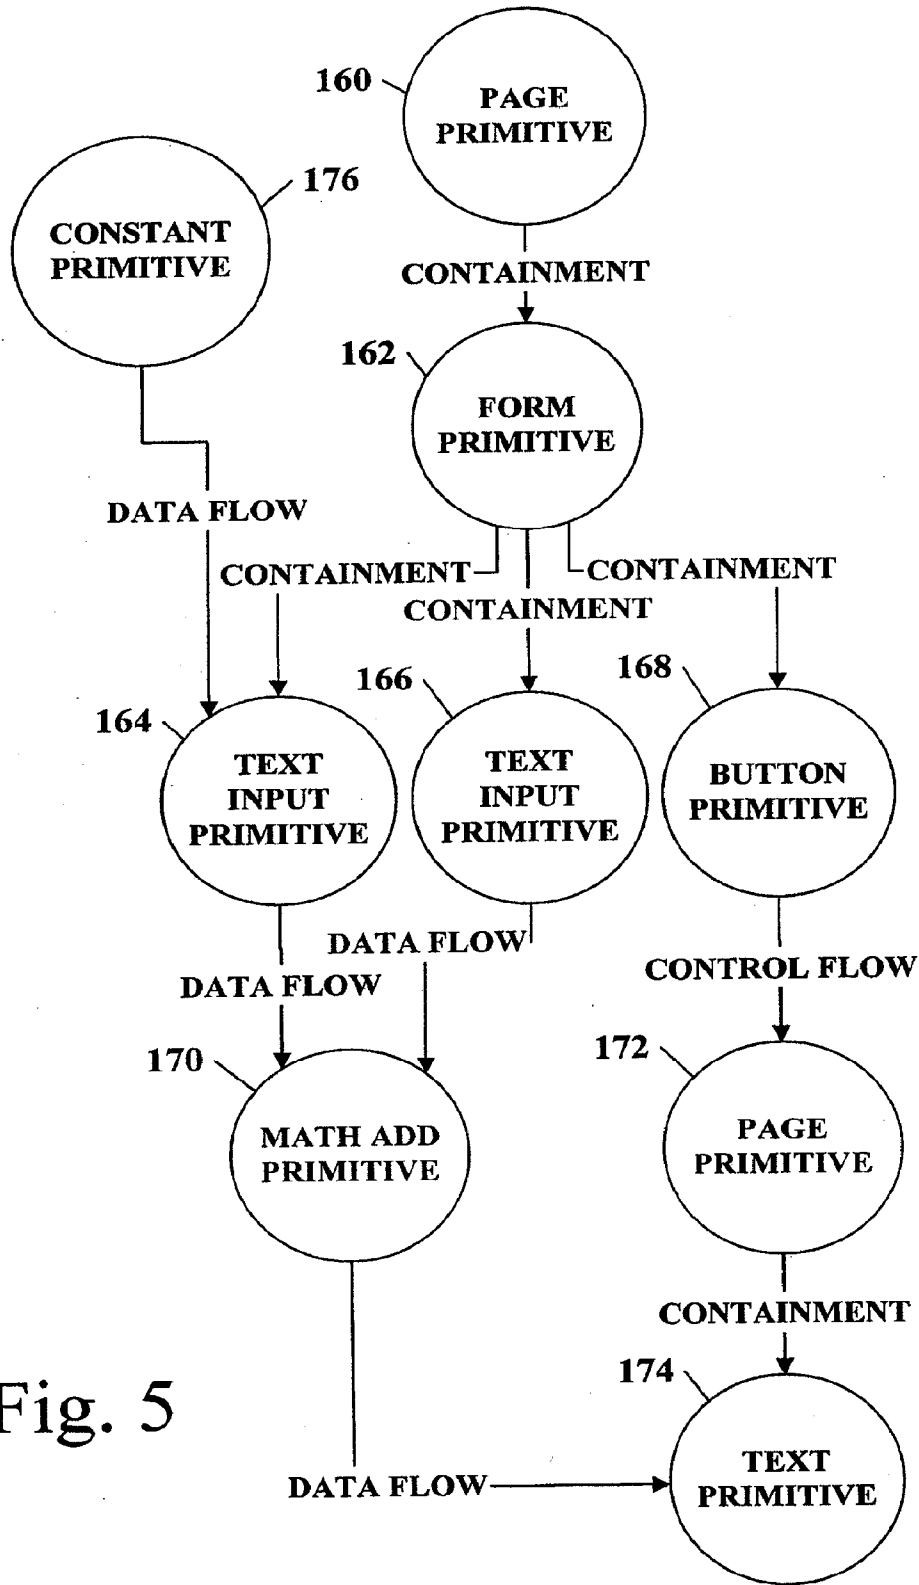 160
PAGE
PRIMITIVE
176
CONSTANT
PRIMITIVE
CONTAINMENT
162
FORM
PRIMITIVE
DATA FLOW
CONTAINMENT
CONTAINMENT
CONTAINMENT
164
TEXT
INPUT
PRIMITIVE
166
TEXT
INPUT
PRIMITIVE
168
BUTTON
PRIMITIVE
DATA FLOW
DATA FLOW
CONTROL FLOW
170
MATH ADD
PRIMITIVE
172
PAGE
PRIMITIVE
CONTAINMENT
174
TEXT
PRIMITIVE
DATA FLOW
Fig. 5